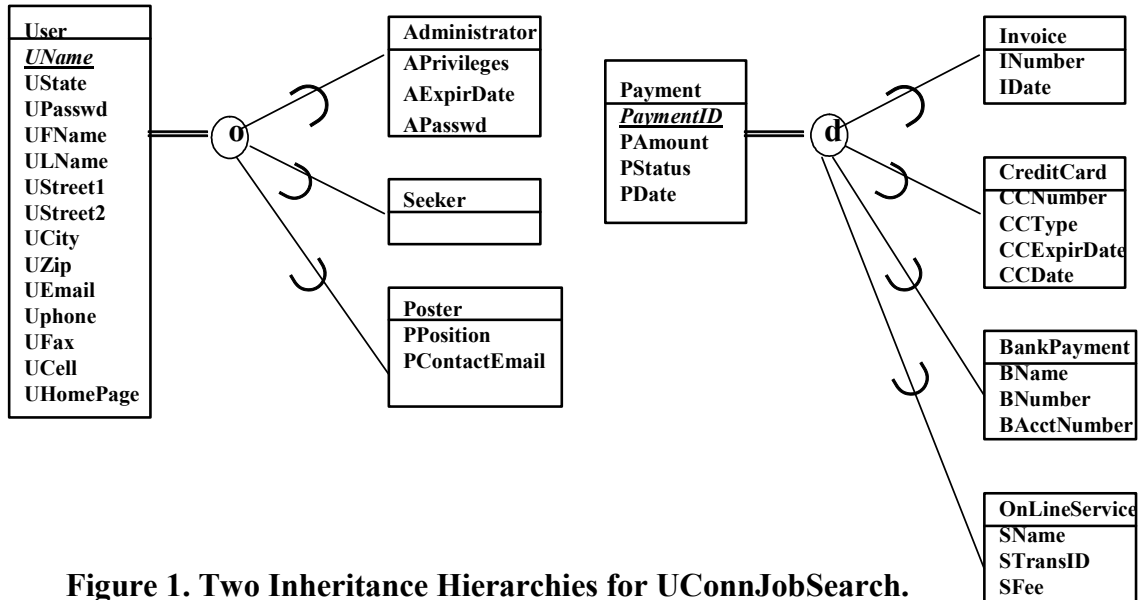 User
UName
UState
UPasswd
UFName
ULName
UStreet1
UStreet2
UCity
UZip
UEmail
Uphone
UFax
UCell
UHomePage
o
Administrator
APrivileges
AExpirDate
APasswd
Seeker
Poster
PPosition
PContactEmail
Payment
PaymentID
PAmount
PStatus
PDate
d
Invoice
INumber
IDate
CreditCard
CCNumber
CCType
CCExpirDate
CCDate
BankPayment
BName
BNumber
BAcctNumber
OnLineService
SName
STransID
SFee
Figure 1. Two Inheritance Hierarchies for UConnJobSearch.